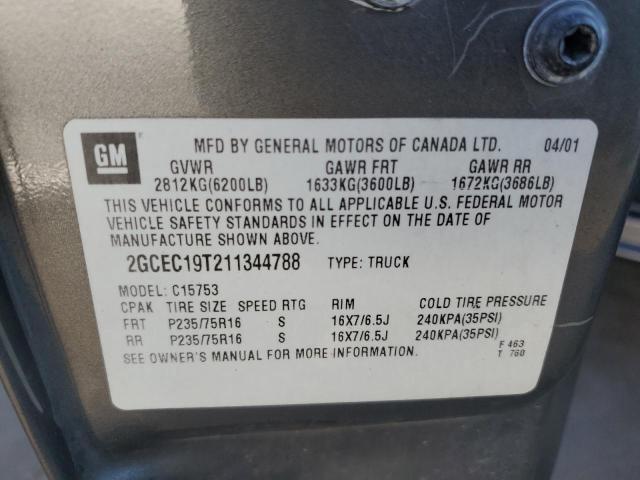 GM
MFD BY GENERAL MOTORS OF CANADA LTD. 04/01
GVWR GAWR FRT GAWR RR
2812KG(6200LB) 1633KG(3600LB) 1672KG(3686LB)
THIS VEHICLE CONFORMS TO ALL APPLICABLE U.S. FEDERAL MOTOR
VEHICLE SAFETY STANDARDS IN EFFECT ON THE DATE OF
MANUFACTURE SHOWN ABOVE.
2GCEC19T211344788 TYPE: TRUCK
MODEL: C15753
CPAK TIRE SIZE SPEED RTG RIM COLD TIRE PRESSURE
FRT P235/75R16 S 16X7/6.5J 240KPA(35PSI)
RR P235/75R16 S 16X7/6.5J 240KPA(35PSI)
SEE OWNER'S MANUAL FOR MORE INFORMATION.
F 463
T 760